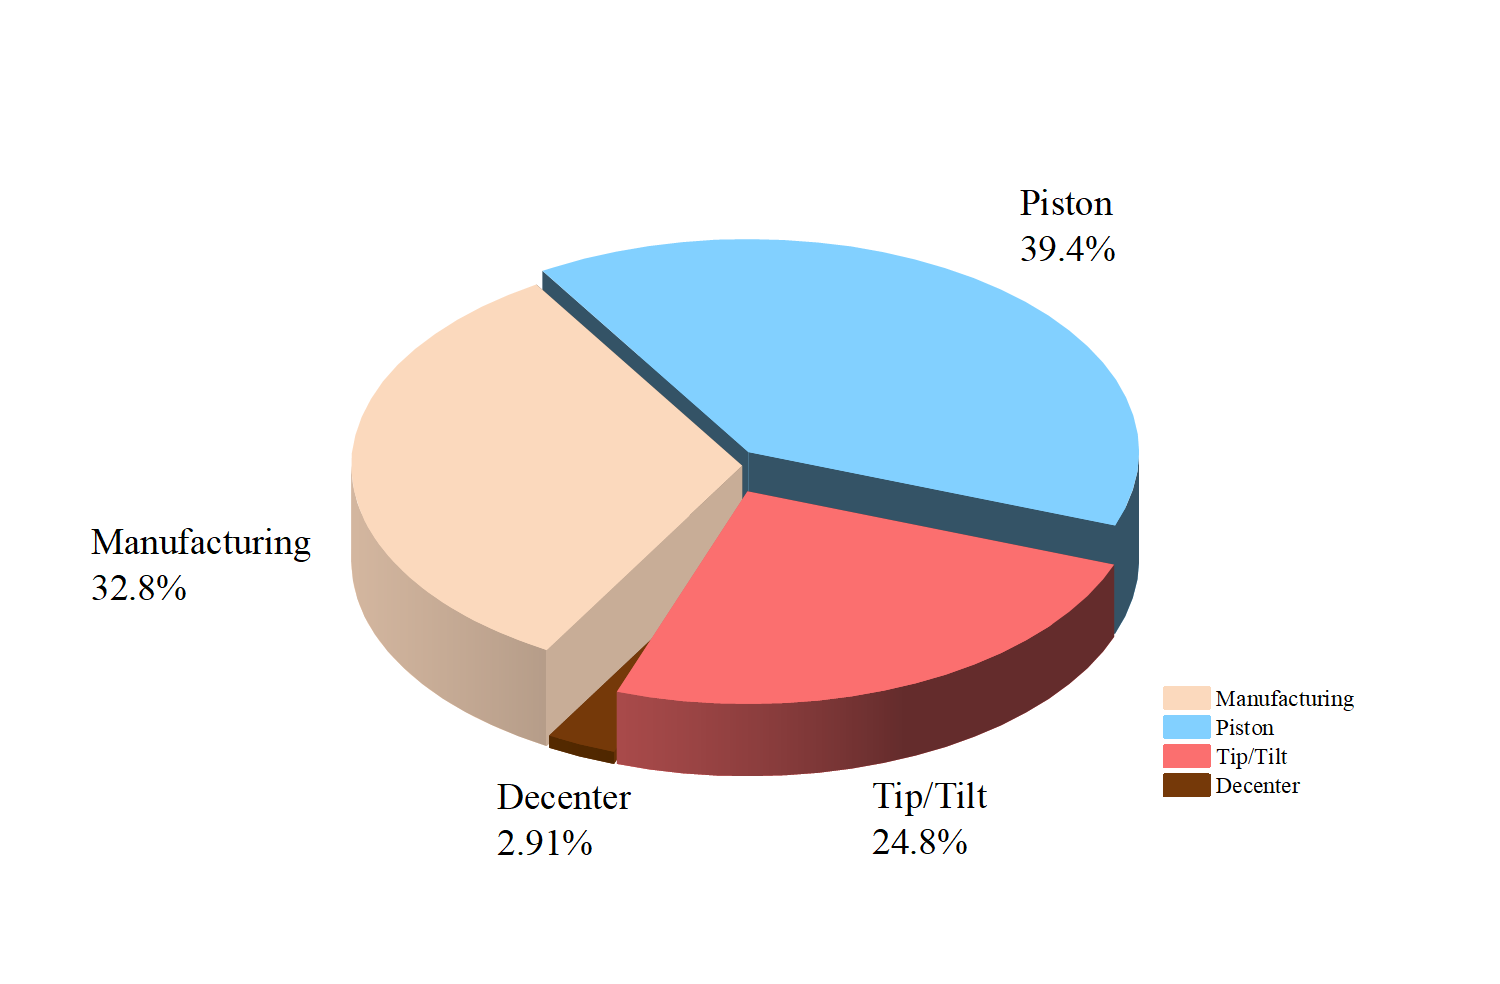 Piston
39.4%
Manufacturing
32.8%
Decenter
2.91%
Tip/Tilt
24.8%
Manufacturing
Piston
Tip/Tilt
Decenter